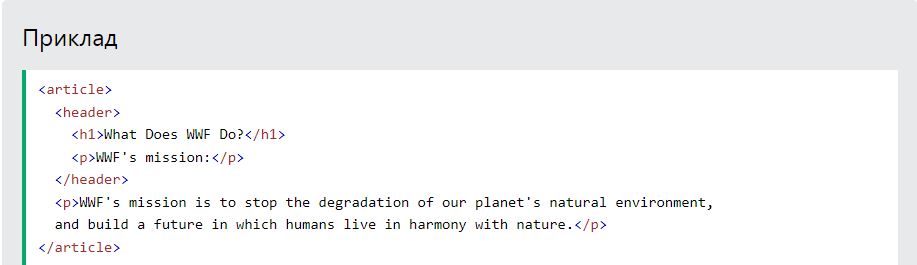 Приклад
<article>
<header>
<h1>What Does WWF Do?</h1>
<p>WWF's mission:</p>
</header>
<p>WWF's mission is to stop the degradation of our planet's natural environment,
and build a future in which humans live in harmony with nature.</p>
</article>